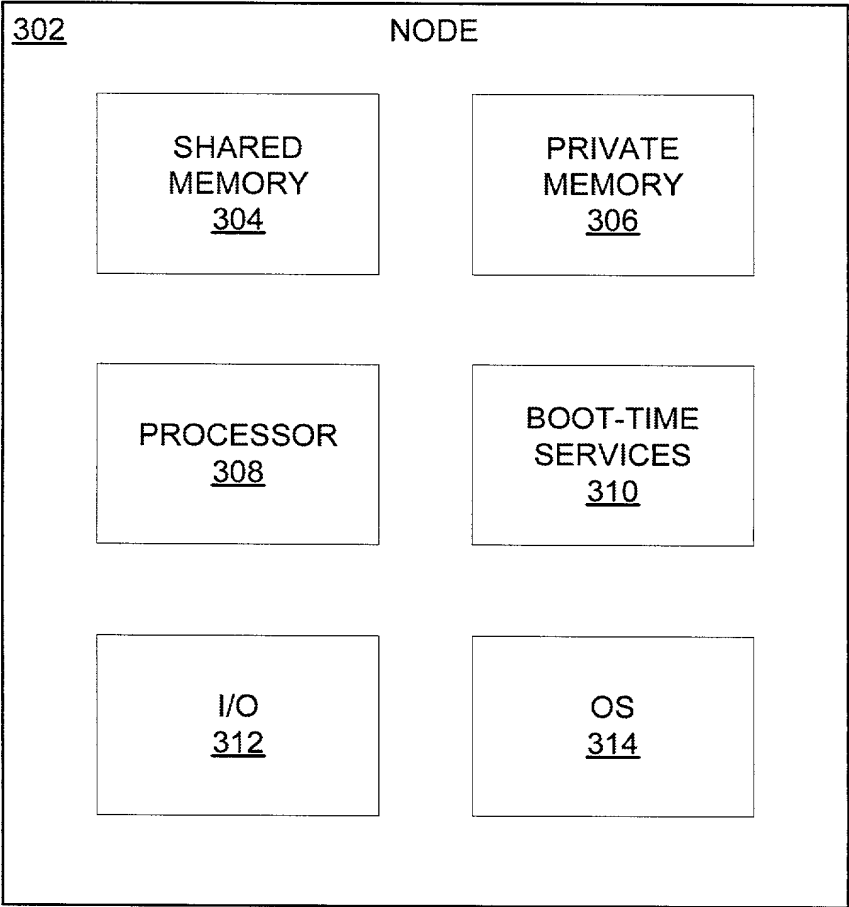 302
NODE
SHARED
MEMORY
304
PRIVATE
MEMORY
306
PROCESSOR
308
BOOT-TIME
SERVICES
310
I/O
312
OS
314